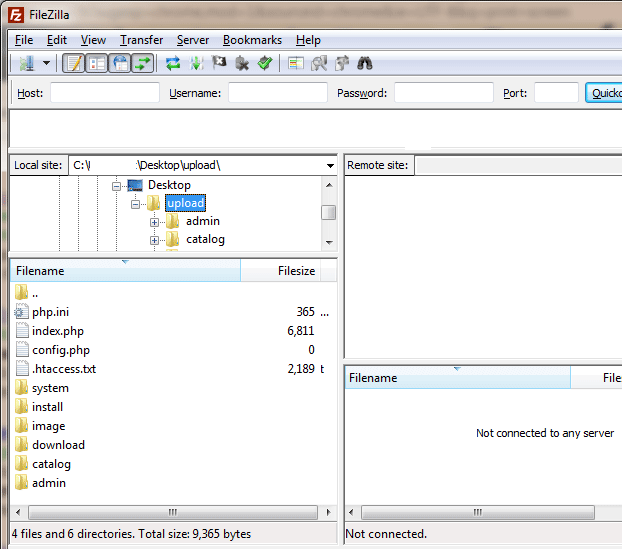 FileZilla
File Edit View Transfer Server Bookmarks Help
Host: Username: Password: Port: Quickc
Local site: C:\ :\Desktop\upload\ Remote site:
Desktop
upload
admin
catalog
Filename Filesize
..
php.ini 365 ...
index.php 6,811
config.php 0
.htaccess.txt 2,189 t
system
install
image
download
catalog
admin
4 files and 6 directories. Total size: 9,365 bytes
Filename Files
Not connected to any server
Not connected.